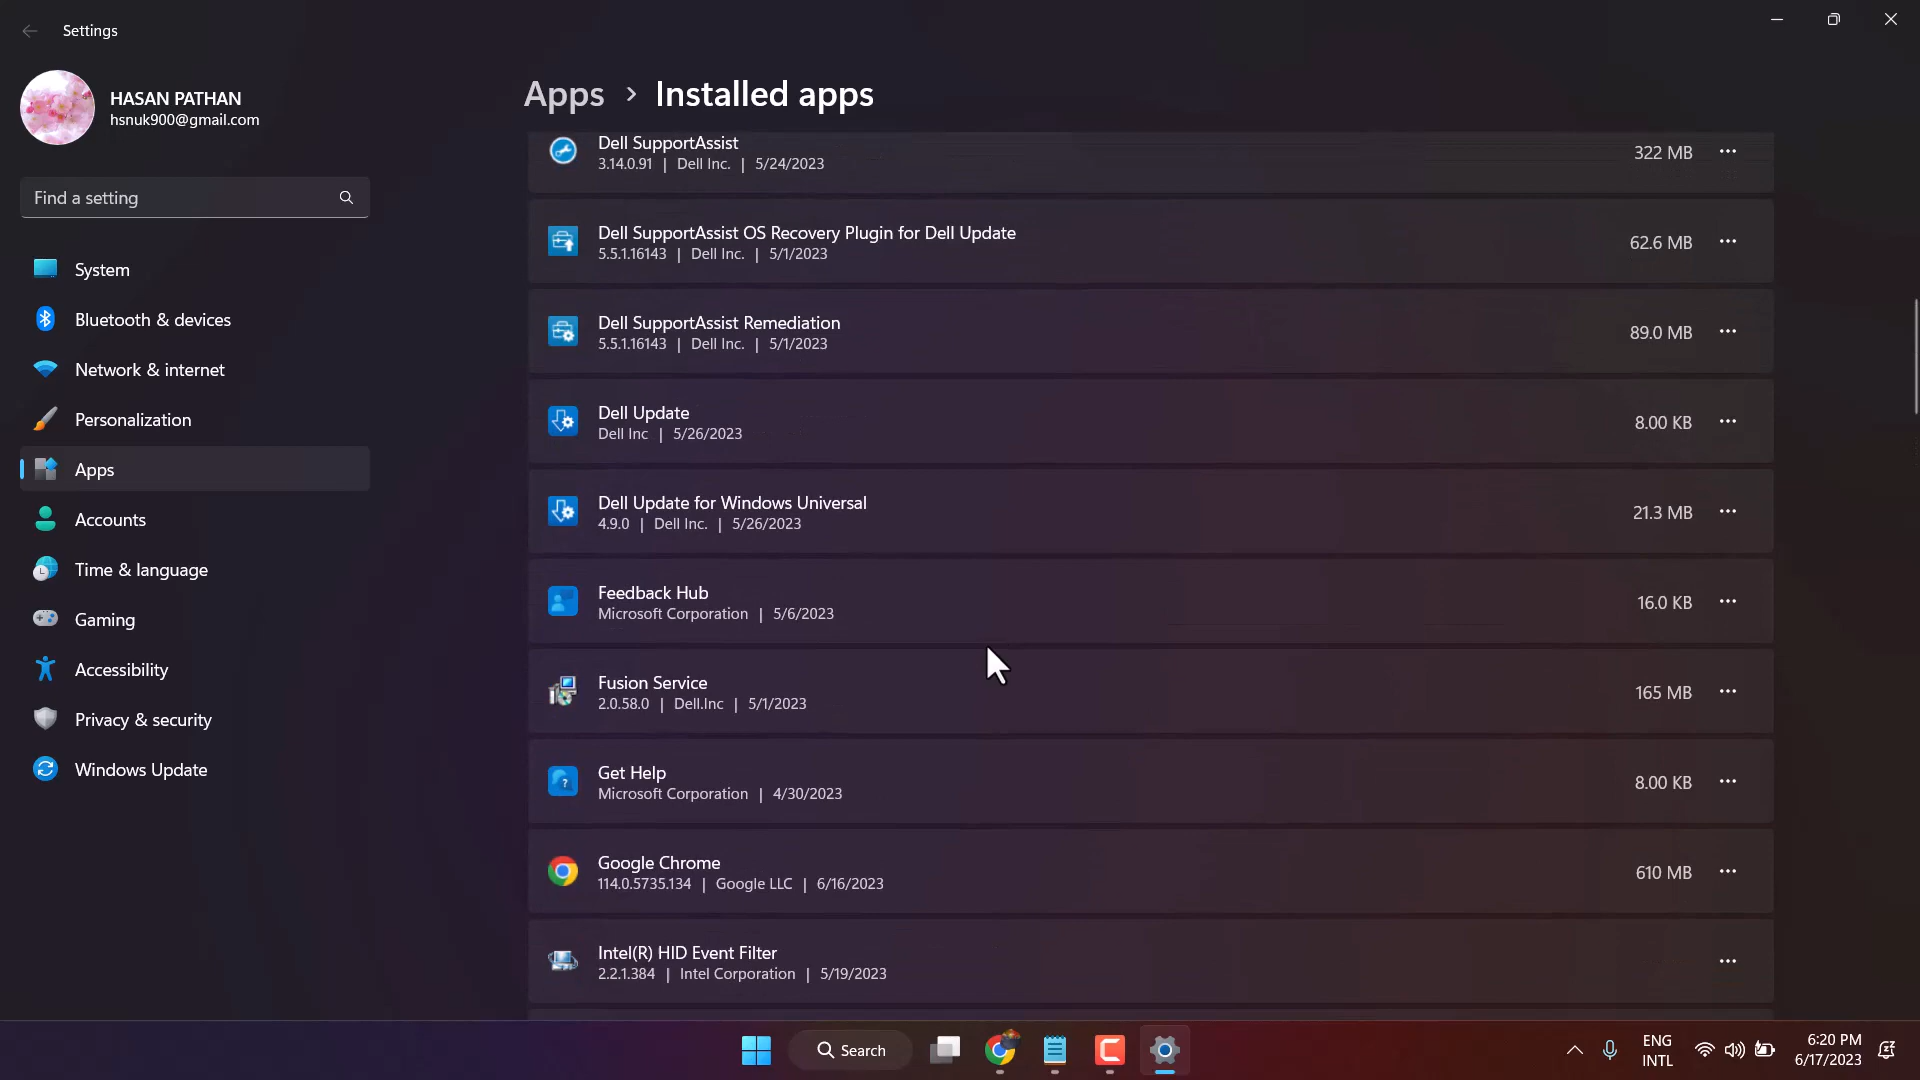 Settings
HASAN PATHAN
hsnuk900@gmail.com
Find a setting
System
Bluetooth & devices
Network & internet
Personalization
Apps
Accounts
Time & language
Gaming
Accessibility
Privacy & security
Windows Update
Apps > Installed apps
Dell SupportAssist
3.14.0.91 | Dell Inc. | 5/24/2023
322 MB
Dell SupportAssist OS Recovery Plugin for Dell Update
5.5.1.16143 | Dell Inc. | 5/1/2023
62.6 MB
Dell SupportAssist Remediation
5.5.1.16143 | Dell Inc. | 5/1/2023
89.0 MB
Dell Update
Dell Inc | 5/26/2023
8.00 KB
Dell Update for Windows Universal
4.9.0 | Dell Inc. | 5/26/2023
21.3 MB
Feedback Hub
Microsoft Corporation | 5/6/2023
16.0 KB
Fusion Service
2.0.58.0 | Dell.Inc | 5/1/2023
165 MB
Get Help
Microsoft Corporation | 4/30/2023
8.00 KB
Google Chrome
114.0.5735.134 | Google LLC | 6/16/2023
610 MB
Intel(R) HID Event Filter
2.2.1.384 | Intel Corporation | 5/19/2023
Search
ENG
INTL
6:20 PM
6/17/2023